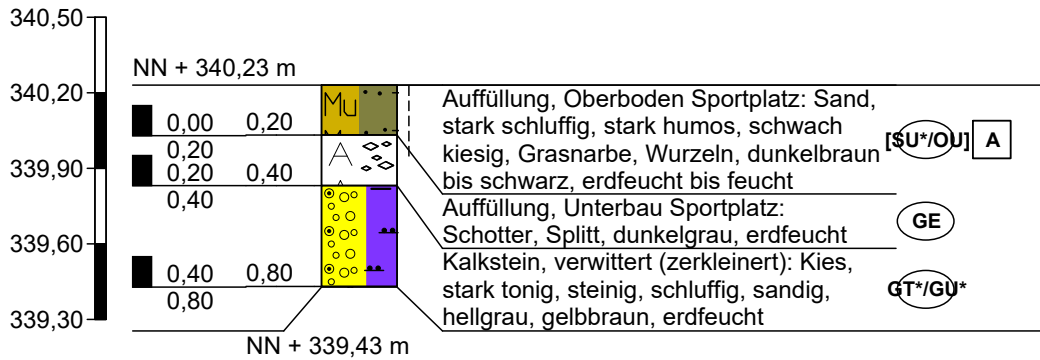 340,50
NN + 340,23 m
340,20
Mu
Auffüllung, Oberboden Sportplatz: Sand,
stark schluffig, stark humos, schwach
kiesig, Grasnarbe, Wurzeln, dunkelbraun
bis schwarz, erdfeucht bis feucht
[SU*/OU]
A
0,00 0,20
0,20
339,90
0,20 0,40
0,40
A
Auffüllung, Unterbau Sportplatz:
Schotter, Splitt, dunkelgrau, erdfeucht
GE
339,60
0,40 0,80
0,80
Kalkstein, verwittert (zerkleinert): Kies,
stark tonig, steinig, schluffig, sandig,
hellgrau, gelbbraun, erdfeucht
GT*/GU*
339,30
NN + 339,43 m